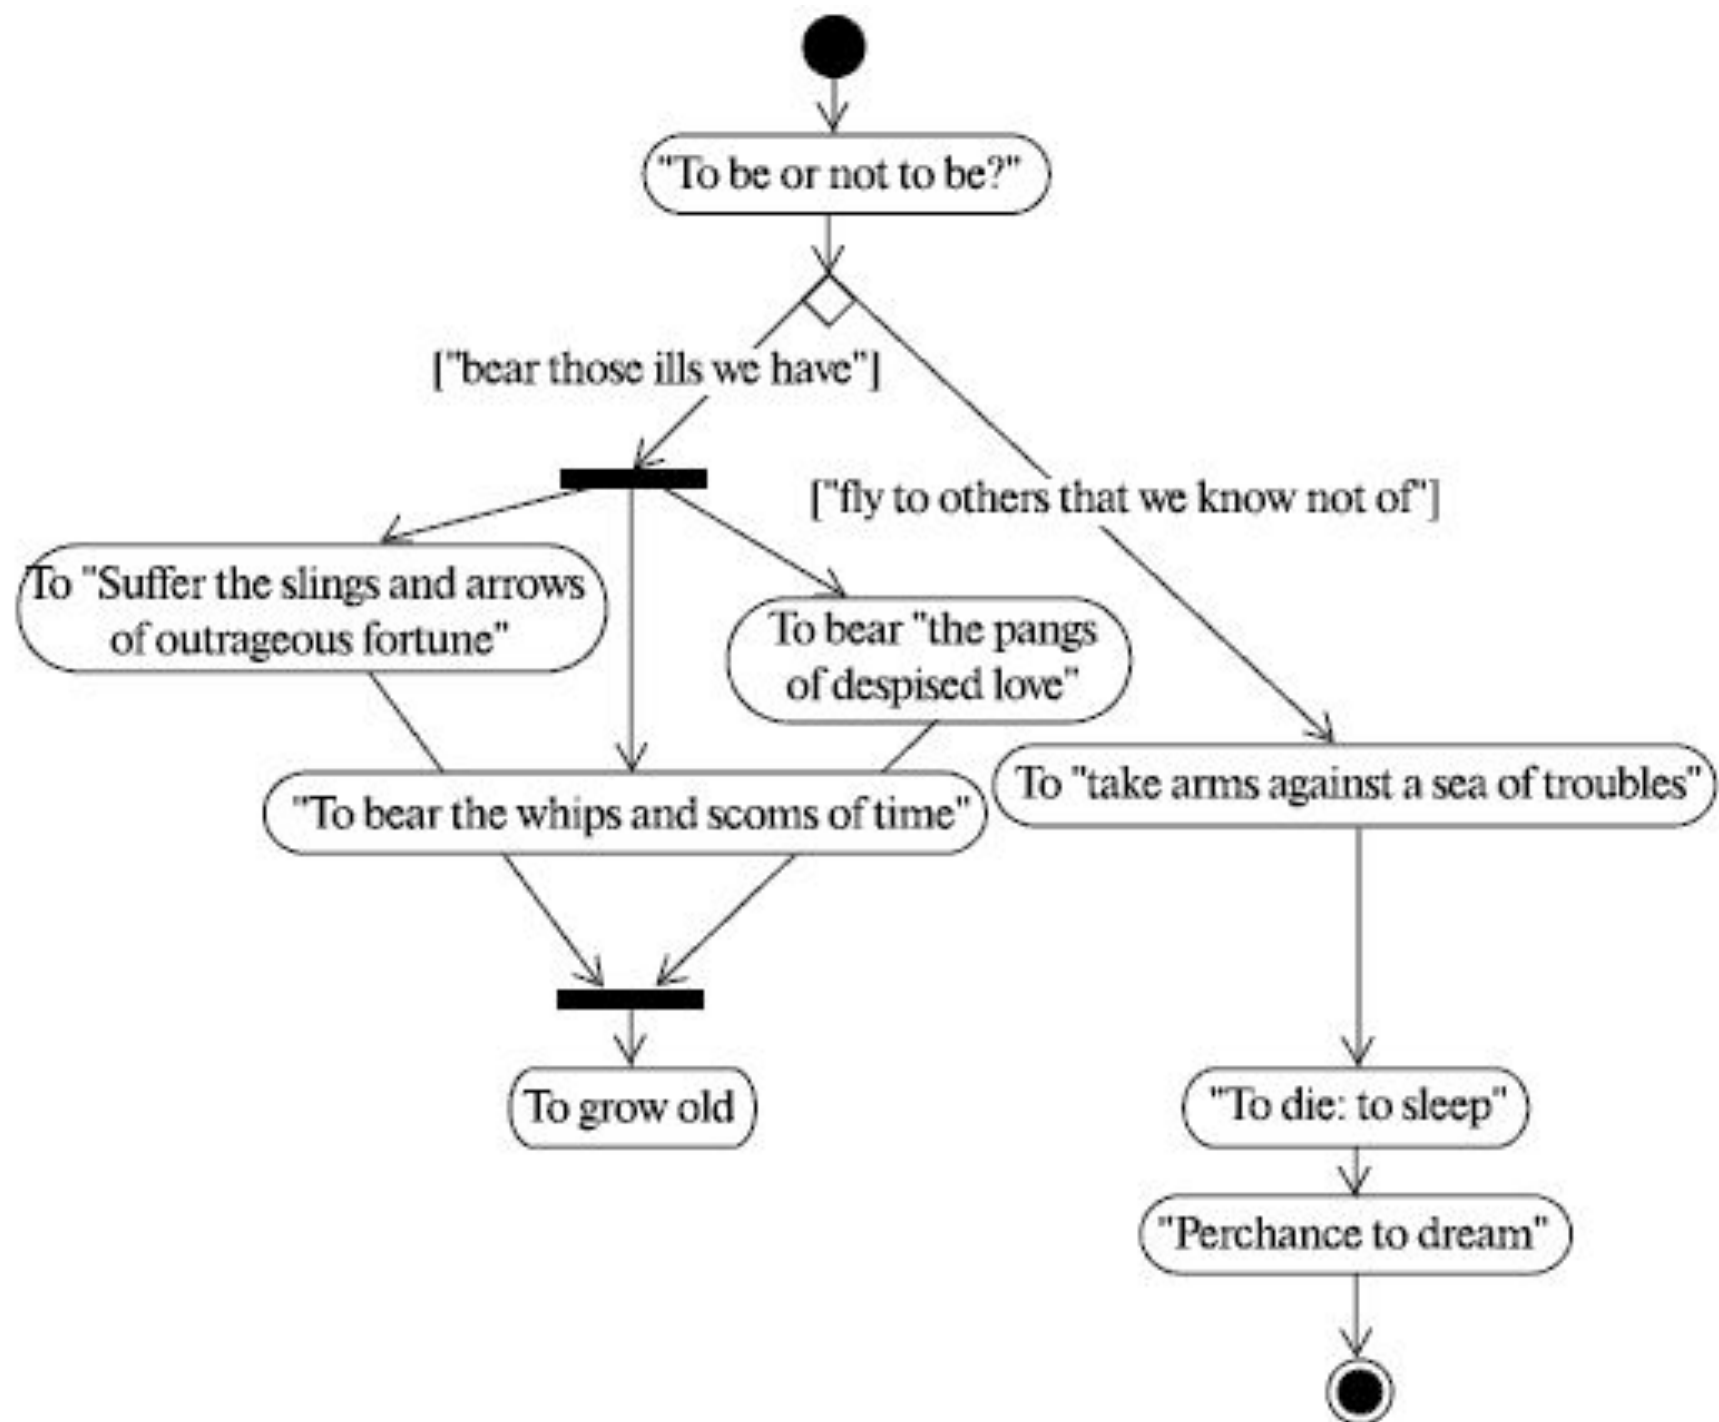 "To be or not to be?"
["bear those ills we have"]
["fly to others that we know not of"]
To "Suffer the slings and arrows
of outrageous fortune"
To bear "the pangs
of despised love"
To "take arms against a sea of troubles"
"To bear the whips and scoms of time"
To grow old
"To die: to sleep"
"Perchance to dream"